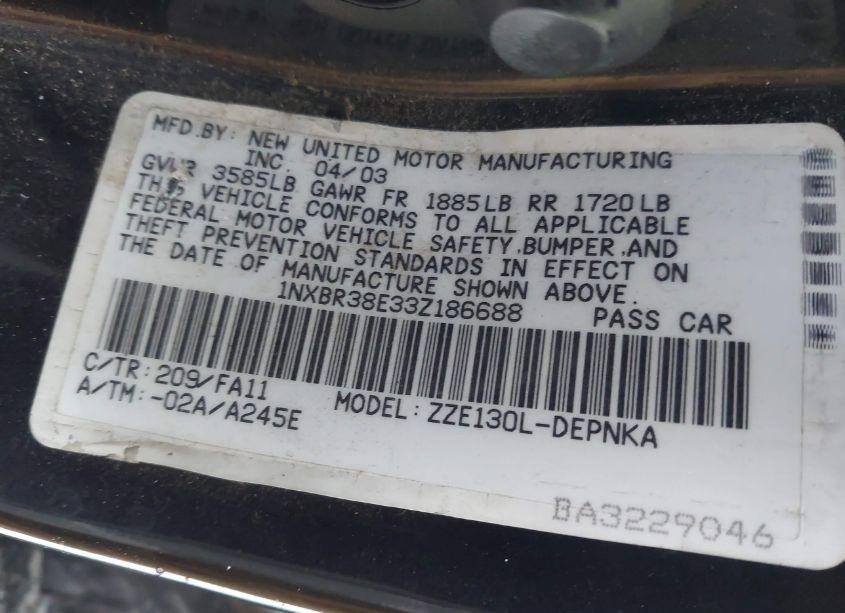 MFD.BY: NEW UNITED MOTOR MANUFACTURING
INC. 04/03
GVWR 3585LB GAWR FR 1885LB RR 1720LB
THIS VEHICLE CONFORMS TO ALL APPLICABLE
FEDERAL MOTOR VEHICLE SAFETY,BUMPER,AND
THEFT PREVENTION STANDARDS IN EFFECT ON
THE DATE OF MANUFACTURE SHOWN ABOVE.
1NXBR38E33Z186688 PASS CAR
C/TR:209/FA11
A/TM:-02A/A245E MODEL:ZZE130L-DEPNKA
BA3229046